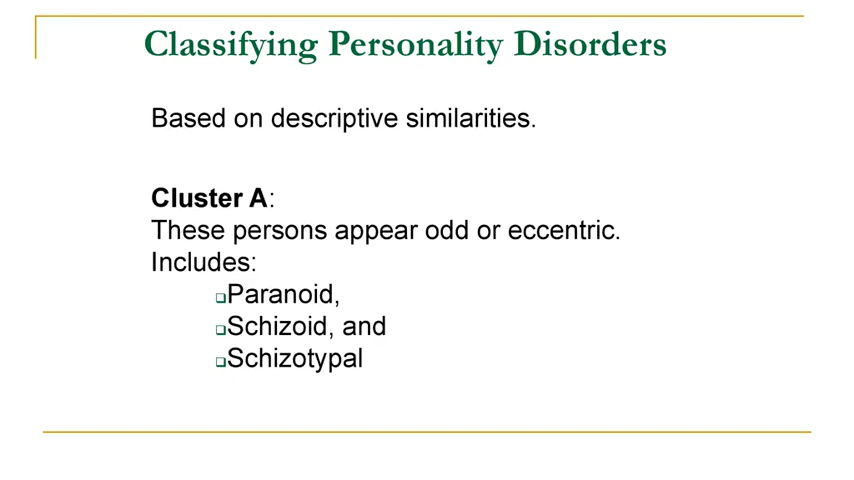 Classifying Personality Disorders
Based on descriptive similarities.
Cluster A:
These persons appear odd or eccentric.
Includes:
❑Paranoid,
❑Schizoid, and
❑Schizotypal